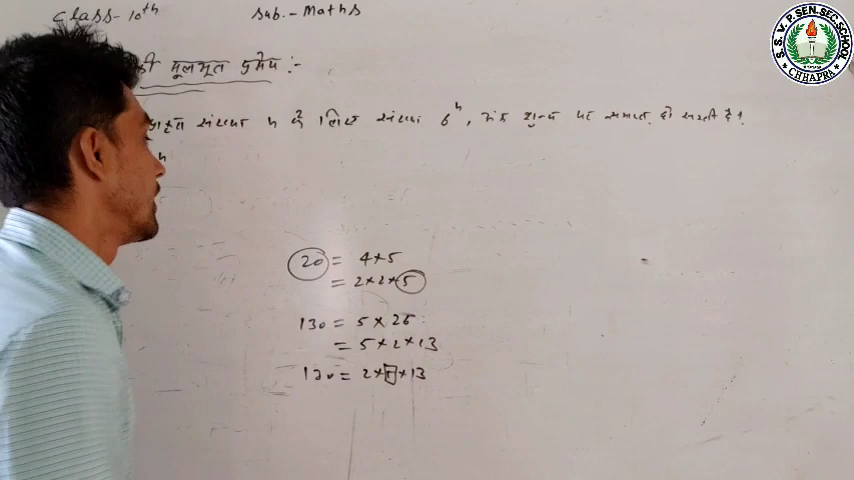 Class - 10th Sub. - Maths
की मूलभूत प्रमेय :-
संख्या n के लिए संख्या 6^n, अंक शून्य पर समाप्त हो सकती है?
n
20 = 4×5
= 2×2×5
130 = 5 × 26
= 5×2×13
130 = 2×5×13
S. S. V. P. SEN. SEC. SCHOOL
CHHAPRA